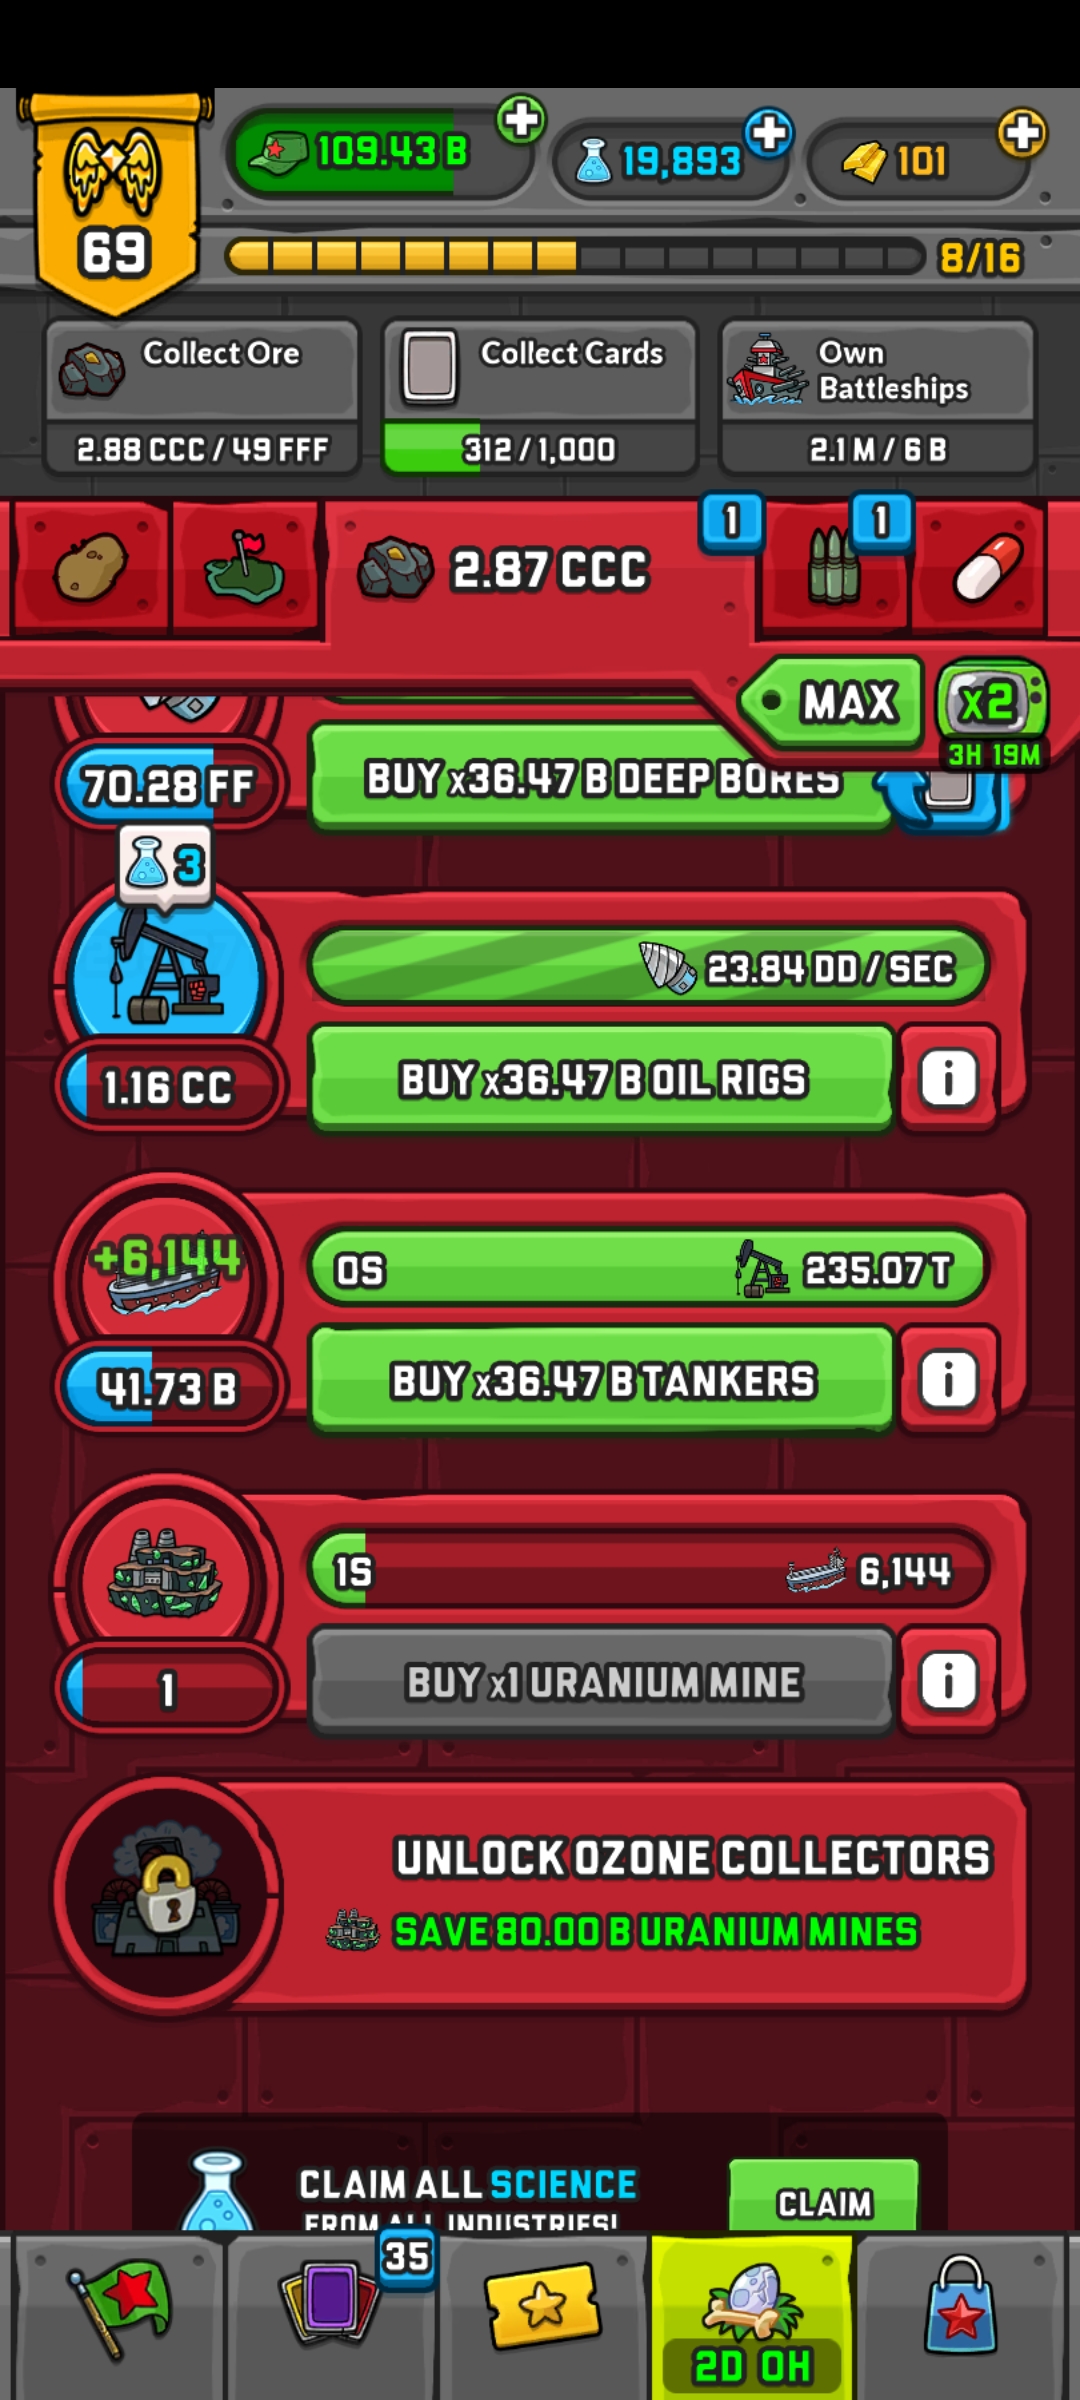 109.43 B
19,893
101
69
8/16
Collect Ore
2.88 CCC / 49 FFF
Collect Cards
312 / 1,000
Own
Battleships
2.1 M / 6 B
2.87 CCC
1
1
MAX
x2
3H 19M
70.28 FF
BUY x36.47 B DEEP BORES
3
23.84 DD / SEC
1.16 CC
BUY x36.47 B OIL RIGS
i
+6,144
0S
235.07 T
41.73 B
BUY x36.47 B TANKERS
i
1S
6,144
1
BUY x1 URANIUM MINE
i
UNLOCK OZONE COLLECTORS
SAVE 80.00 B URANIUM MINES
CLAIM ALL SCIENCE
FROM ALL INDUSTRIES!
CLAIM
35
2D 0H